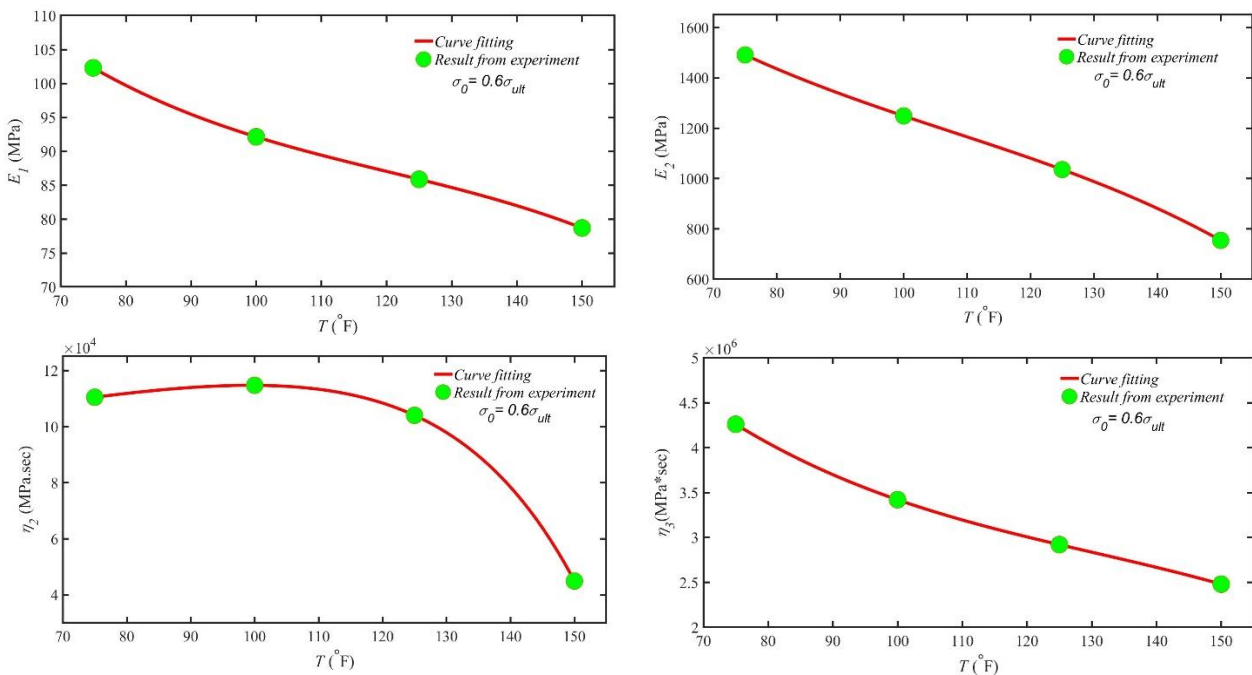 110
105
100
95
90
85
80
75
70
E1 (MPa)
Curve fitting
Result from experiment
σ0= 0.6σult
70 80 90 100 110 120 130 140 150
T (°F)
1600
1400
1200
1000
800
600
E2 (MPa)
Curve fitting
Result from experiment
σ0= 0.6σult
70 80 90 100 110 120 130 140 150
T (°F)
×10^4
12
10
8
6
4
η2 (MPa.sec)
Curve fitting
Result from experiment
σ0= 0.6σult
70 80 90 100 110 120 130 140 150
T (°F)
×10^6
5
4.5
4
3.5
3
2.5
2
η3(MPa*sec)
Curve fitting
Result from experiment
σ0= 0.6σult
70 80 90 100 110 120 130 140 150
T (°F)